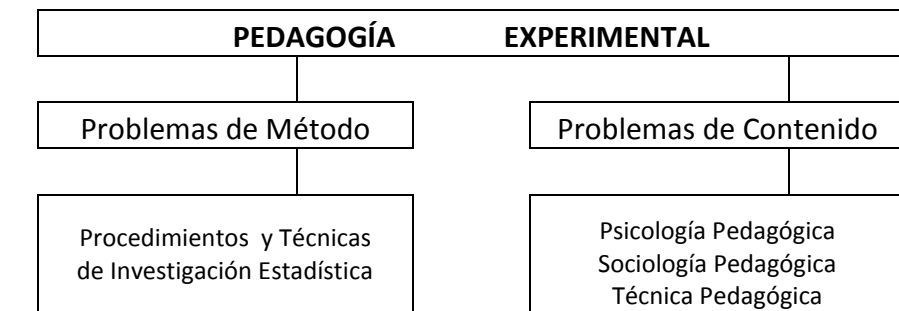 PEDAGOGÍA EXPERIMENTAL
Problemas de Método
Problemas de Contenido
Procedimientos y Técnicas
de Investigación Estadística
Psicología Pedagógica
Sociología Pedagógica
Técnica Pedagógica